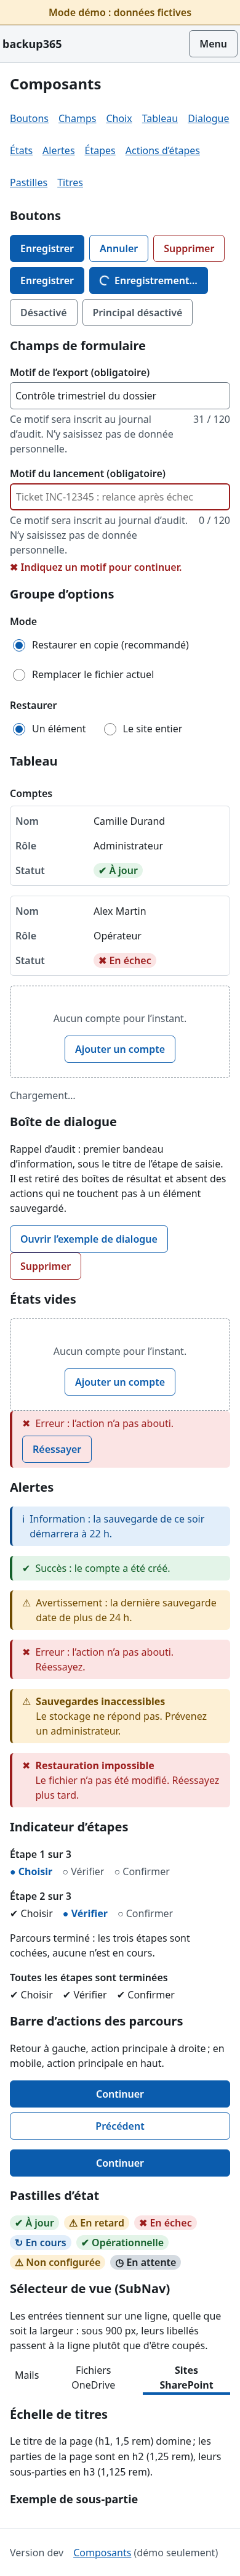 Mode démo : données fictives
backup365
Menu
Composants
Boutons Champs Choix Tableau Dialogue
États Alertes Étapes Actions d’étapes
Pastilles Titres
Boutons
Enregistrer Annuler Supprimer
Enregistrer Enregistrement…
Désactivé Principal désactivé
Champs de formulaire
Motif de l’export (obligatoire)
Contrôle trimestriel du dossier
Ce motif sera inscrit au journal 31 / 120
d’audit. N’y saisissez pas de donnée
personnelle.
Motif du lancement (obligatoire)
Ticket INC-12345 : relance après échec
Ce motif sera inscrit au journal d’audit. 0 / 120
N’y saisissez pas de donnée
personnelle.
✖ Indiquez un motif pour continuer.
Groupe d’options
Mode
Restaurer en copie (recommandé)
Remplacer le fichier actuel
Restaurer
Un élément Le site entier
Tableau
Comptes
Nom Camille Durand
Rôle Administrateur
Statut ✔ À jour
Nom Alex Martin
Rôle Opérateur
Statut ✖ En échec
Aucun compte pour l’instant.
Ajouter un compte
Chargement…
Boîte de dialogue
Rappel d’audit : premier bandeau
d’information, sous le titre de l’étape de saisie.
Il est retiré des boîtes de résultat et absent des
actions qui ne touchent pas à un élément
sauvegardé.
Ouvrir l’exemple de dialogue
Supprimer
États vides
Aucun compte pour l’instant.
Ajouter un compte
✖ Erreur : l’action n’a pas abouti.
Réessayer
Alertes
i Information : la sauvegarde de ce soir
démarrera à 22 h.
✔ Succès : le compte a été créé.
⚠ Avertissement : la dernière sauvegarde
date de plus de 24 h.
✖ Erreur : l’action n’a pas abouti.
Réessayez.
⚠ Sauvegardes inaccessibles
Le stockage ne répond pas. Prévenez
un administrateur.
✖ Restauration impossible
Le fichier n’a pas été modifié. Réessayez
plus tard.
Indicateur d’étapes
Étape 1 sur 3
● Choisir ○ Vérifier ○ Confirmer
Étape 2 sur 3
✔ Choisir ● Vérifier ○ Confirmer
Parcours terminé : les trois étapes sont
cochées, aucune n’est en cours.
Toutes les étapes sont terminées
✔ Choisir ✔ Vérifier ✔ Confirmer
Barre d’actions des parcours
Retour à gauche, action principale à droite ; en
mobile, action principale en haut.
Continuer
Précédent
Continuer
Pastilles d’état
✔ À jour ⚠ En retard ✖ En échec
↻ En cours ✔ Opérationnelle
⚠ Non configurée ◷ En attente
Sélecteur de vue (SubNav)
Les entrées tiennent sur une ligne, quelle que
soit la largeur : sous 900 px, leurs libellés
passent à la ligne plutôt que d'être coupés.
Mails Fichiers OneDrive Sites SharePoint
Échelle de titres
Le titre de la page (h1, 1,5 rem) domine ; les
parties de la page sont en h2 (1,25 rem), leurs
sous-parties en h3 (1,125 rem).
Exemple de sous-partie
Version dev Composants (démo seulement)